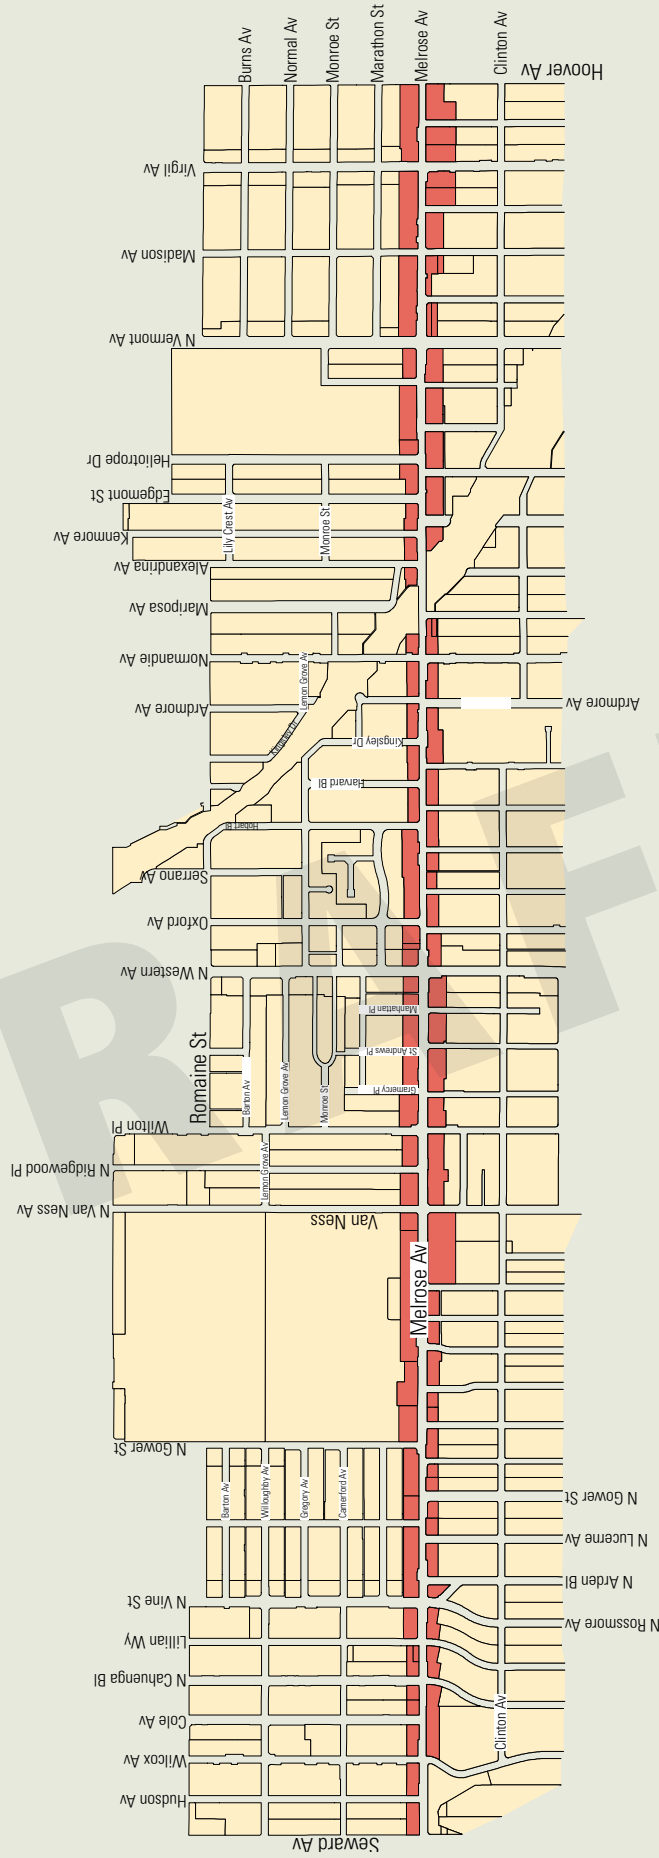 Burns Av
Normal Av
Monroe St
Marathon St
Melrose Av
Clinton Av
Hoover Av
Virgil Av
Madison Av
N Vermont Av
Heliotrope Dr
Edgemont St
Lily Crest Av
Monroe St
Kenmore Av
Alexandrina Av
Mariposa Av
Normandie Av
Lemon Grove Av
Ardmore Av
Ardmore Av
Kingsley Dr
Kingsley Dr
Harvard Bl
Hobart Bl
Serrano Av
Oxford Av
N Western Av
Manhattan Pl
St Andrews Pl
Gramercy Pl
Romaine St
Barton Av
Lemon Grove Av
Monroe St
Wilton Pl
N Ridgewood Pl
Lemon Grove Av
N Van Ness Av
Van Ness
Melrose Av
N Gower St
Barton Av
Willoughby Av
Gregory Av
Camerford Av
N Gower St
N Lucerne Av
N Arden Bl
N Vine St
N Rossmore Av
Lillian Wy
N Cahuenga Bl
Cole Av
Clinton Av
Wilcox Av
Hudson Av
Seward Av
RAF